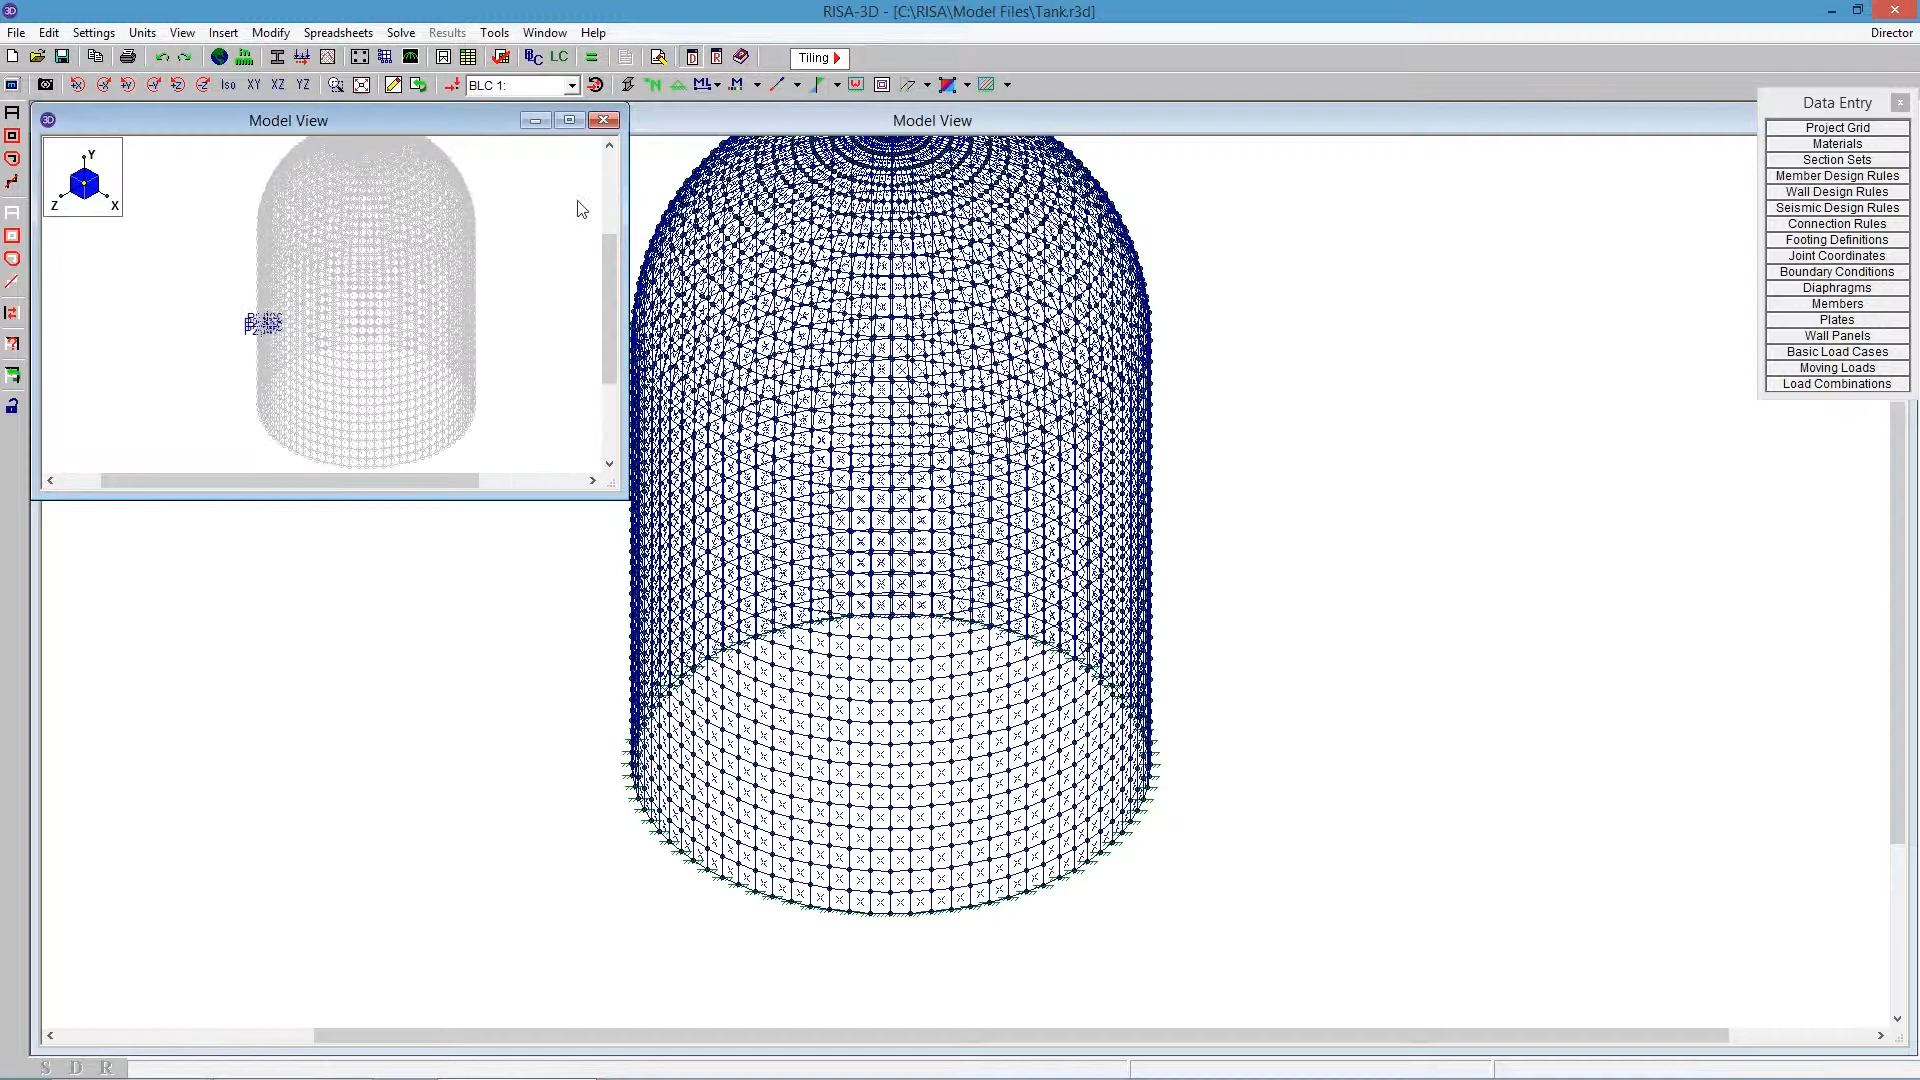 RISA-3D - [C:\RISA\Model Files\Tank.r3d]
File Edit Settings Units View Insert Modify Spreadsheets Solve Results Tools Window Help
Director
LC
Tiling
Iso XY XZ YZ
BLC 1:
Model View
Y
Z
X
Model View
Data Entry
Project Grid
Materials
Section Sets
Member Design Rules
Wall Design Rules
Seismic Design Rules
Connection Rules
Footing Definitions
Joint Coordinates
Boundary Conditions
Diaphragms
Members
Plates
Wall Panels
Basic Load Cases
Moving Loads
Load Combinations
S D R